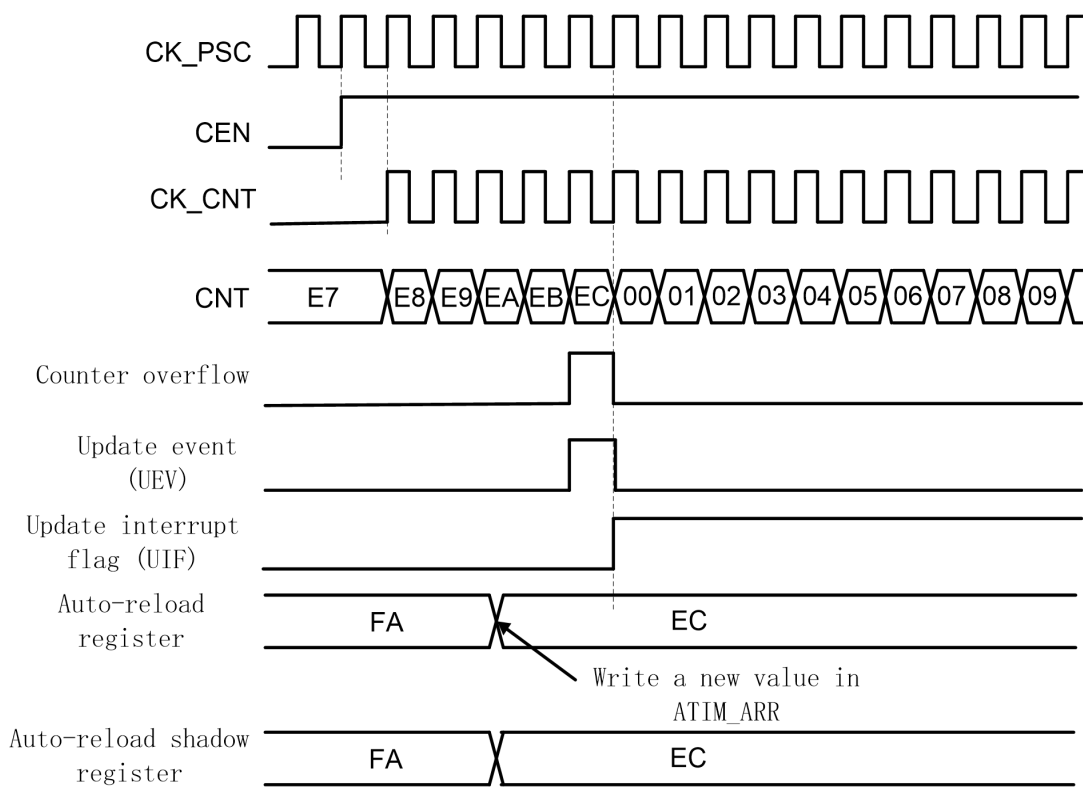 CK_PSC
CEN
CK_CNT
CNT E7 E8 E9 EA EB EC 00 01 02 03 04 05 06 07 08 09
Counter overflow
Update event
(UEV)
Update interrupt
flag (UIF)
Auto-reload
register
FA EC
Write a new value in
ATIM_ARR
Auto-reload shadow
register
FA EC